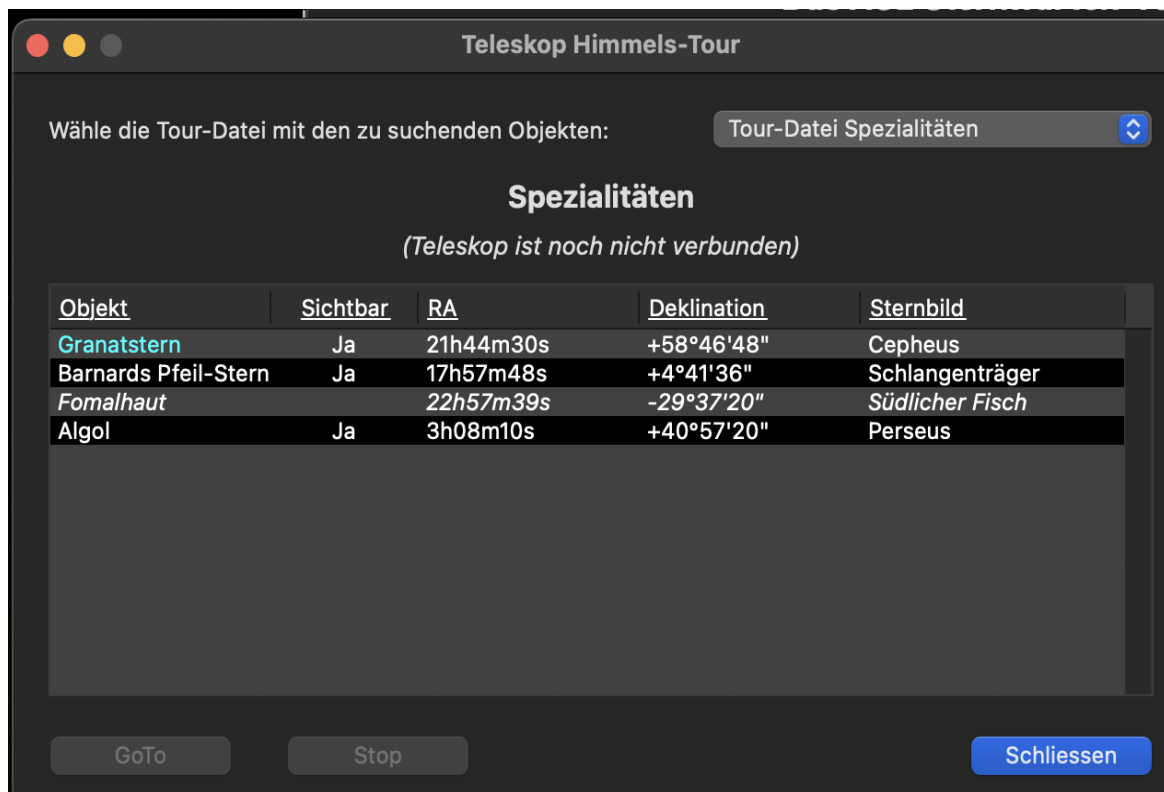 Teleskop Himmels-Tour
Wähle die Tour-Datei mit den zu suchenden Objekten: Tour-Datei Spezialitäten
Spezialitäten
(Teleskop ist noch nicht verbunden)
Objekt Sichtbar RA Deklination Sternbild
Granatstern Ja 21h44m30s +58°46'48" Cepheus
Barnards Pfeil-Stern Ja 17h57m48s +4°41'36" Schlangenträger
Fomalhaut 22h57m39s -29°37'20" Südlicher Fisch
Algol Ja 3h08m10s +40°57'20" Perseus
GoTo Stop Schliessen